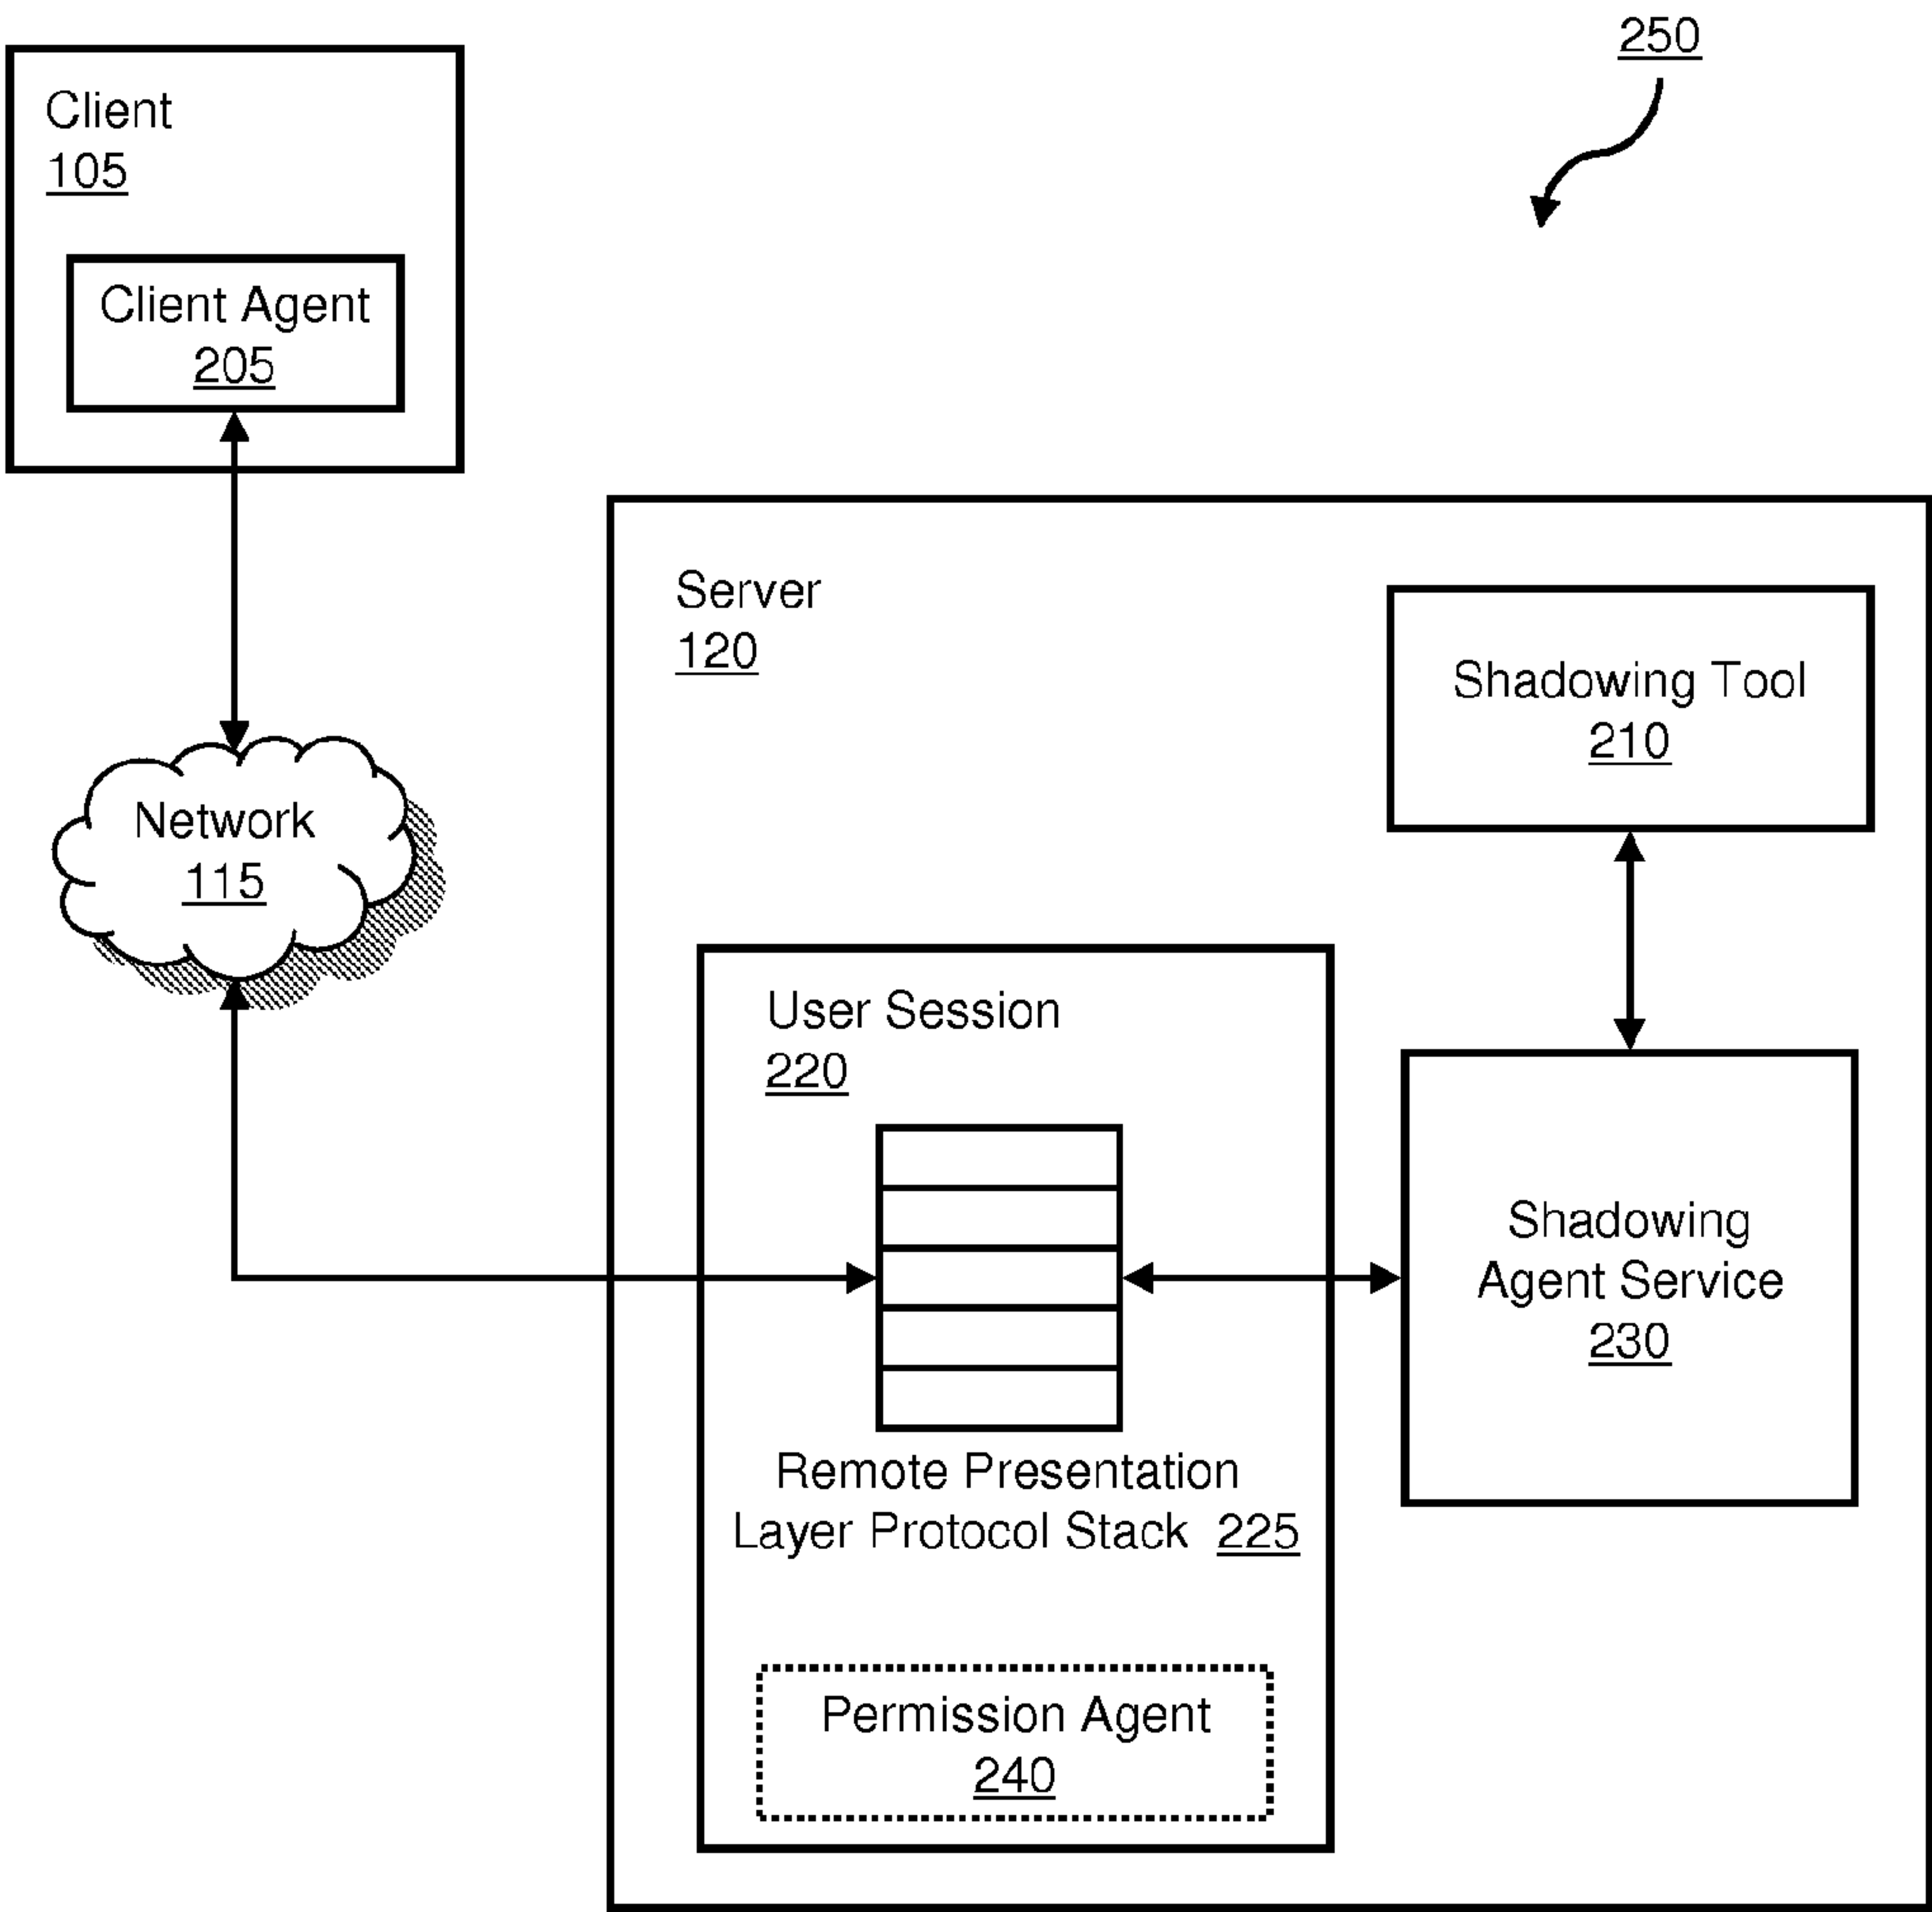 250
Client
105
Client Agent
205
Server
120
Shadowing Tool
210
Network
115
User Session
220
Shadowing
Agent Service
230
Remote Presentation
Layer Protocol Stack 225
Permission Agent
240